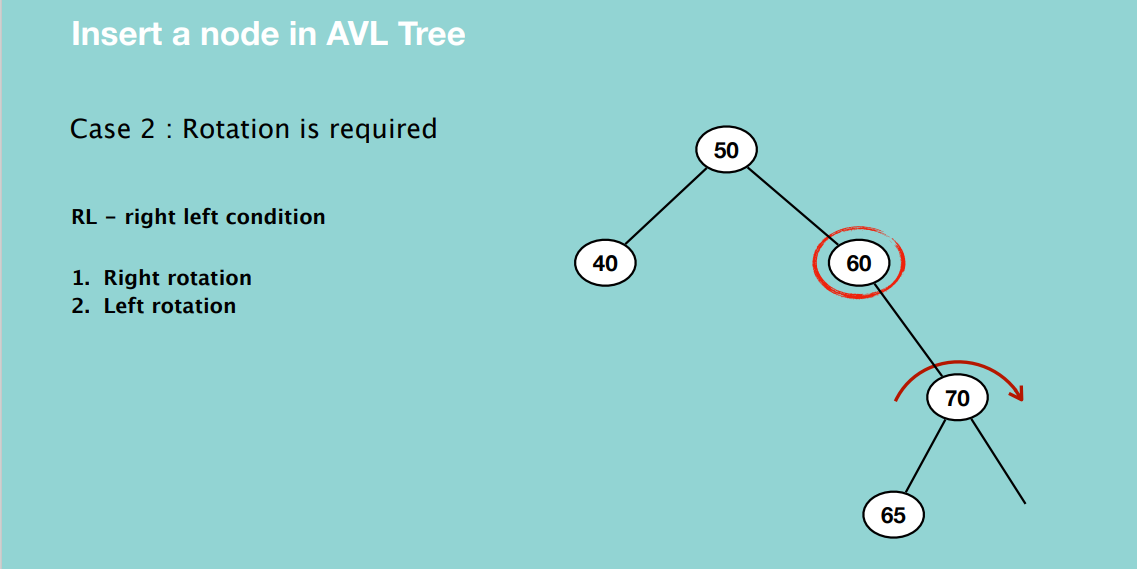 Insert a node in AVL Tree
Case 2 : Rotation is required
RL – right left condition
1. Right rotation
2. Left rotation
50
40
60
70
65